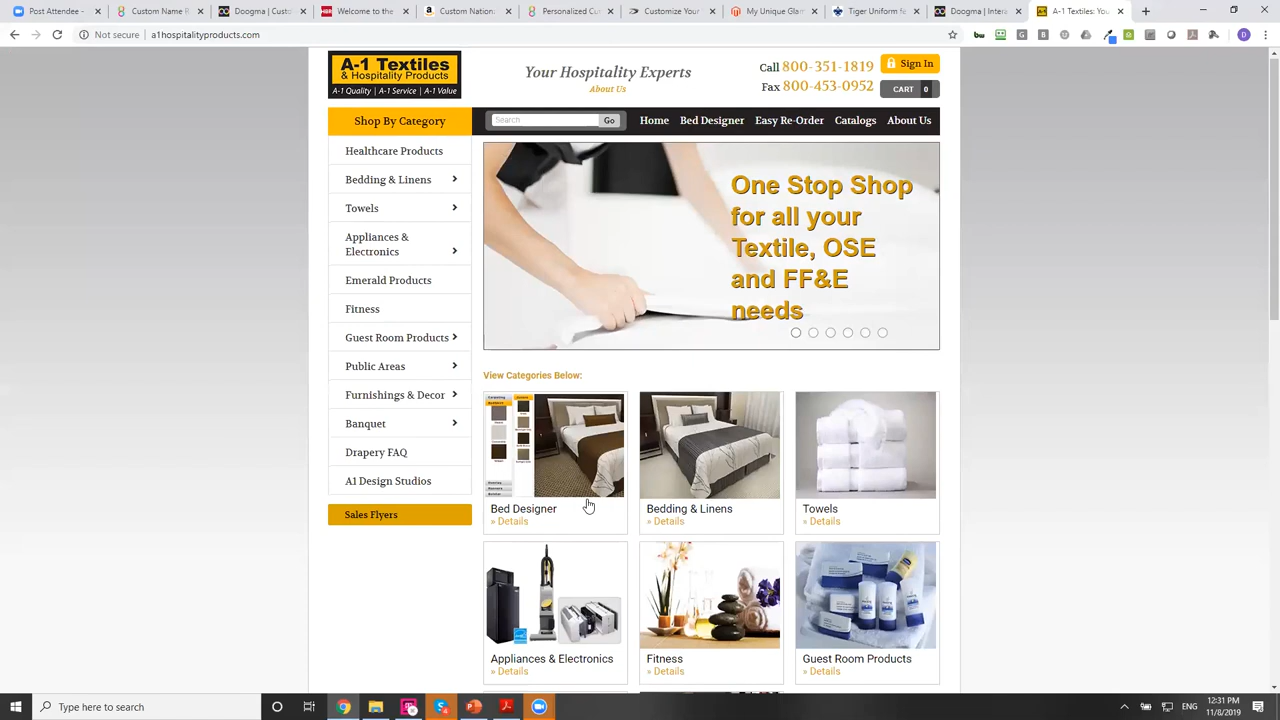 Post Attendee - Zo
Custom Name B
Doogma / Custo
Welcome to the
Custom Nation
Personalized Gi
Customize Your
My Unique Glam
Tiger Uniform Fa
Doogma | Intera
A-1 Textiles: You
Not secure | a1hospitalityproducts.com
A-1 Textiles
& Hospitality Products
A-1 Quality | A-1 Service | A-1 Value
Your Hospitality Experts
About Us
Call 800-351-1819
Fax 800-453-0952
Sign In
CART 0
Shop By Category
Search
Go
Home
Bed Designer
Easy Re-Order
Catalogs
About Us
Healthcare Products
Bedding & Linens
Towels
Appliances &
Electronics
Emerald Products
Fitness
Guest Room Products
Public Areas
Furnishings & Decor
Banquet
Drapery FAQ
A1 Design Studios
Sales Flyers
One Stop Shop
for all your
Textile, OSE
and FF&E
needs
View Categories Below:
Bed Designer
» Details
Bedding & Linens
» Details
Towels
» Details
Appliances & Electronics
» Details
Fitness
» Details
Guest Room Products
» Details
Type here to search
ENG
12:31 PM
11/8/2019